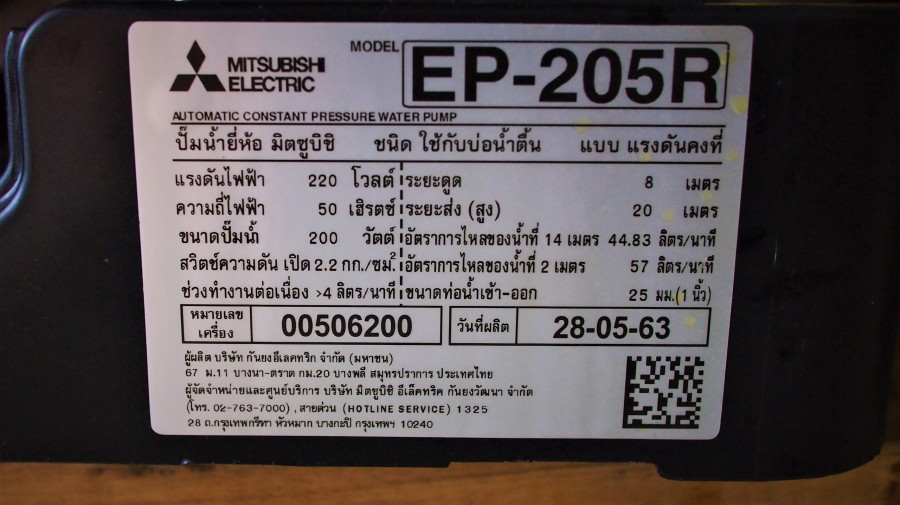 MITSUBISHI ELECTRIC
MODEL EP-205R
AUTOMATIC CONSTANT PRESSURE WATER PUMP
ปั๊มน้ำยี่ห้อ มิตซูบิชิ ชนิด ใช้กับบ่อน้ำตื้น แบบ แรงดันคงที่
แรงดันไฟฟ้า 220 โวลต์ ระยะดูด 8 เมตร
ความถี่ไฟฟ้า 50 เฮิรตซ์ ระยะส่ง (สูง) 20 เมตร
ขนาดปั๊มน้ำ 200 วัตต์ อัตราการไหลของน้ำที่ 14 เมตร 44.83 ลิตร/นาที
สวิตช์ความดัน เปิด 2.2 กก./ซม.² อัตราการไหลของน้ำที่ 2 เมตร 57 ลิตร/นาที
ช่วงทำงานต่อเนื่อง >4 ลิตร/นาที ขนาดท่อน้ำเข้า-ออก 25 มม.(1 นิ้ว)
หมายเลขเครื่อง 00506200 วันที่ผลิต 28-05-63
ผู้ผลิต บริษัท กันยงอีเลคทริก จำกัด (มหาชน)
67 ม.11 บางนา-ตราด กม.20 บางพลี สมุทรปราการ ประเทศไทย
ผู้จัดจำหน่ายและศูนย์บริการ บริษัท มิตซูบิชิ อีเล็คทริค กันยงวัฒนา จำกัด
(โทร. 02-763-7000) , สายด่วน (HOTLINE SERVICE) 1325
28 ถ.กรุงเทพกรีฑา หัวหมาก บางกะปิ กรุงเทพฯ 10240